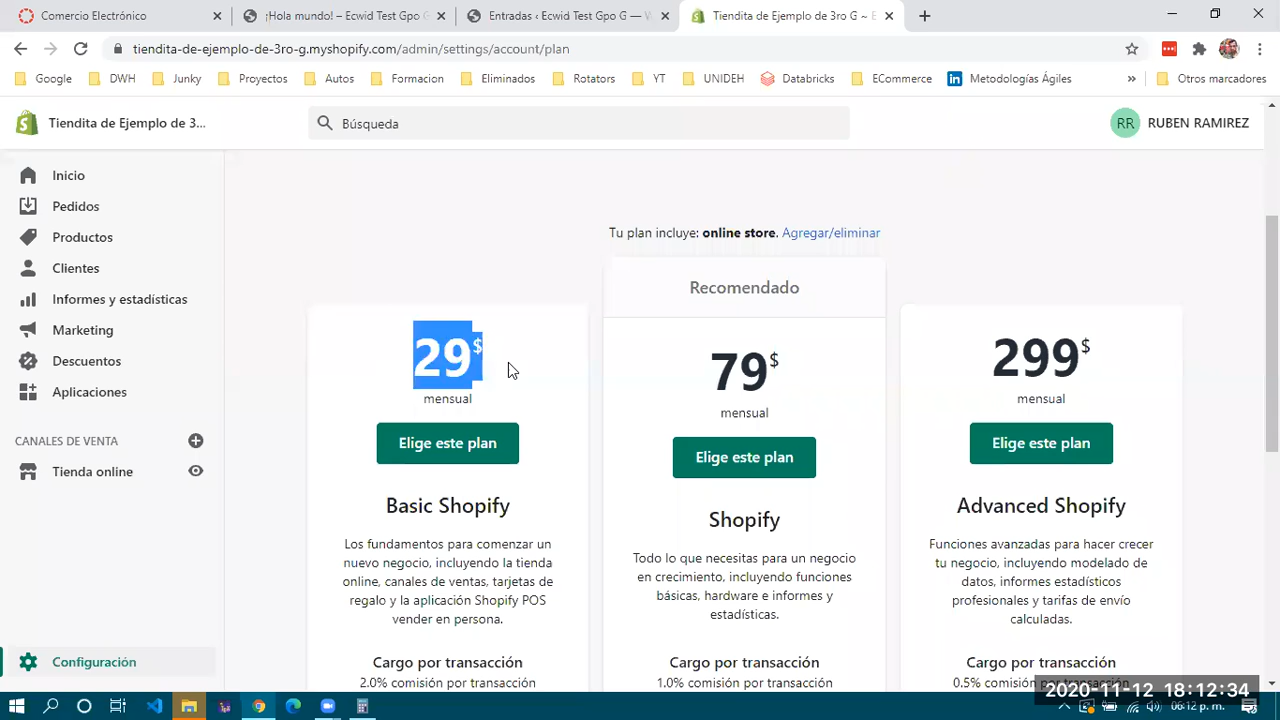 Comercio Electrónico
¡Hola mundo! – Ecwid Test Gpo G
Entradas ‹ Ecwid Test Gpo G — W
Tiendita de Ejemplo de 3ro G ~ E
tiendita-de-ejemplo-de-3ro-g.myshopify.com/admin/settings/account/plan
Google
DWH
Junky
Proyectos
Autos
Formacion
Eliminados
Rotators
YT
UNIDEH
Databricks
ECommerce
Metodologías Ágiles
»
Otros marcadores
Tiendita de Ejemplo de 3...
Búsqueda
RR
RUBEN RAMIREZ
Inicio
Pedidos
Productos
Clientes
Informes y estadísticas
Marketing
Descuentos
Aplicaciones
CANALES DE VENTA
Tienda online
Configuración
Tu plan incluye: online store. Agregar/eliminar
29$
mensual
Elige este plan
Basic Shopify
Los fundamentos para comenzar un
nuevo negocio, incluyendo la tienda
online, canales de ventas, tarjetas de
regalo y la aplicación Shopify POS
vender en persona.
Cargo por transacción
2.0% comisión por transacción
Recomendado
79$
mensual
Elige este plan
Shopify
Todo lo que necesitas para un negocio
en crecimiento, incluyendo funciones
básicas, hardware e informes y
estadísticas.
Cargo por transacción
1.0% comisión por transacción
299$
mensual
Elige este plan
Advanced Shopify
Funciones avanzadas para hacer crecer
tu negocio, incluyendo modelado de
datos, informes estadísticos
profesionales y tarifas de envío
calculadas.
Cargo por transacción
0.5% comisión por transacción
2020-11-12 18:12:34
06:12 p. m.